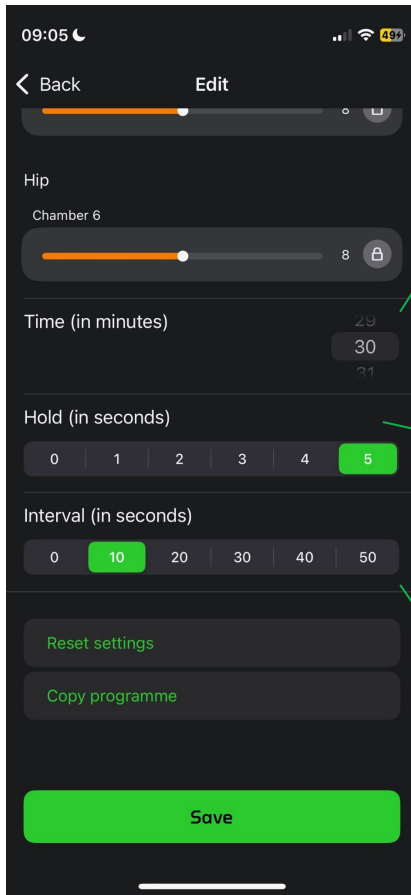 09:05
49
Back
Edit
8
Hip
Chamber 6
8
Time (in minutes)
29
30
31
Hold (in seconds)
0 1 2 3 4 5
Interval (in seconds)
0 10 20 30 40 50
Reset settings
Copy programme
Save